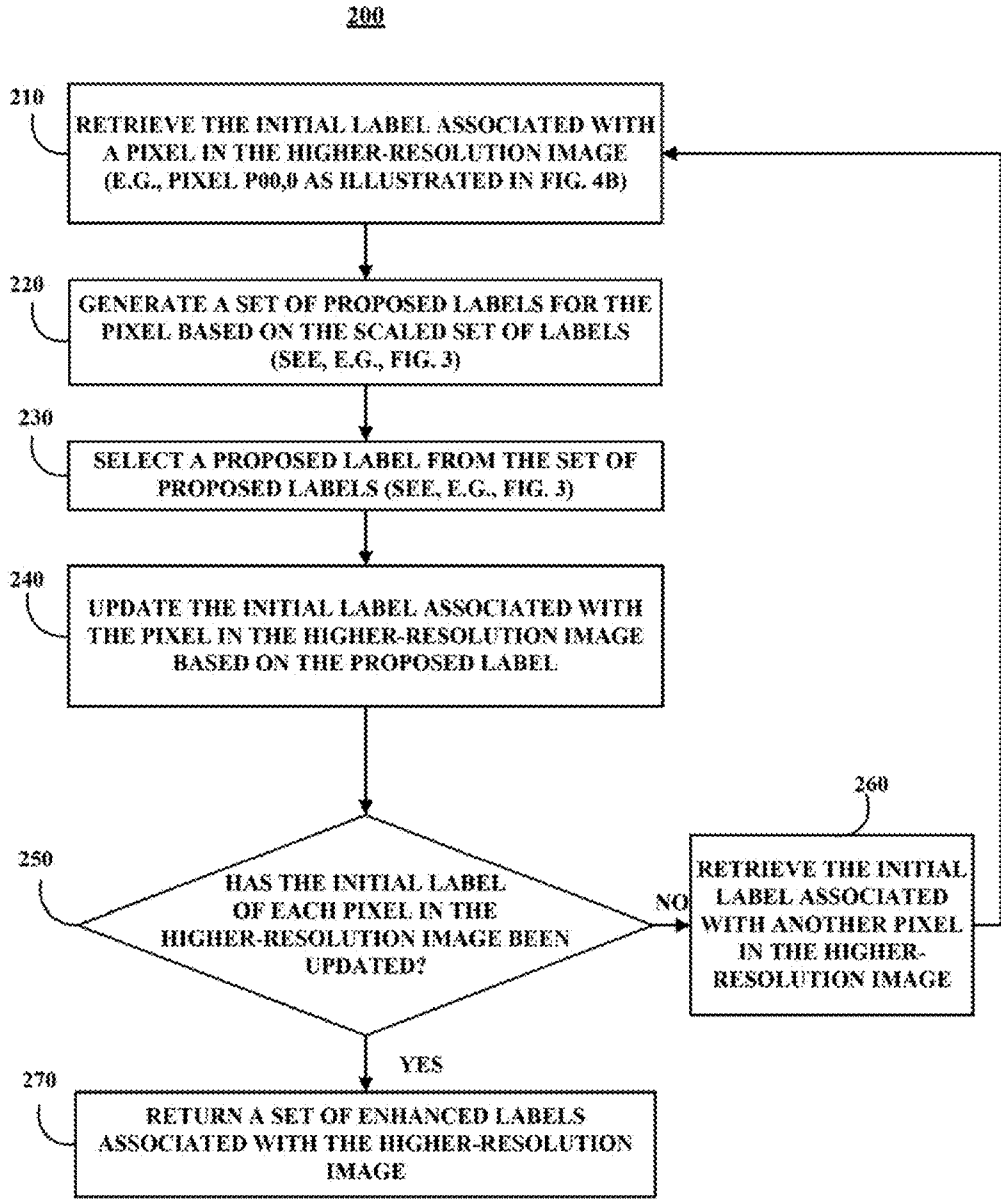 200
210
RETRIEVE THE INITIAL LABEL ASSOCIATED WITH
A PIXEL IN THE HIGHER-RESOLUTION IMAGE
(E.G., PIXEL P00,0 AS ILLUSTRATED IN FIG. 4B)
220
GENERATE A SET OF PROPOSED LABELS FOR THE
PIXEL BASED ON THE SCALED SET OF LABELS
(SEE, E.G., FIG. 3)
230
SELECT A PROPOSED LABEL FROM THE SET OF
PROPOSED LABELS (SEE, E.G., FIG. 3)
240
UPDATE THE INITIAL LABEL ASSOCIATED WITH
THE PIXEL IN THE HIGHER-RESOLUTION IMAGE
BASED ON THE PROPOSED LABEL
250
HAS THE INITIAL LABEL
OF EACH PIXEL IN THE
HIGHER-RESOLUTION IMAGE BEEN
UPDATED?
NO
260
RETRIEVE THE INITIAL
LABEL ASSOCIATED
WITH ANOTHER PIXEL
IN THE HIGHER-
RESOLUTION IMAGE
YES
270
RETURN A SET OF ENHANCED LABELS
ASSOCIATED WITH THE HIGHER-RESOLUTION
IMAGE